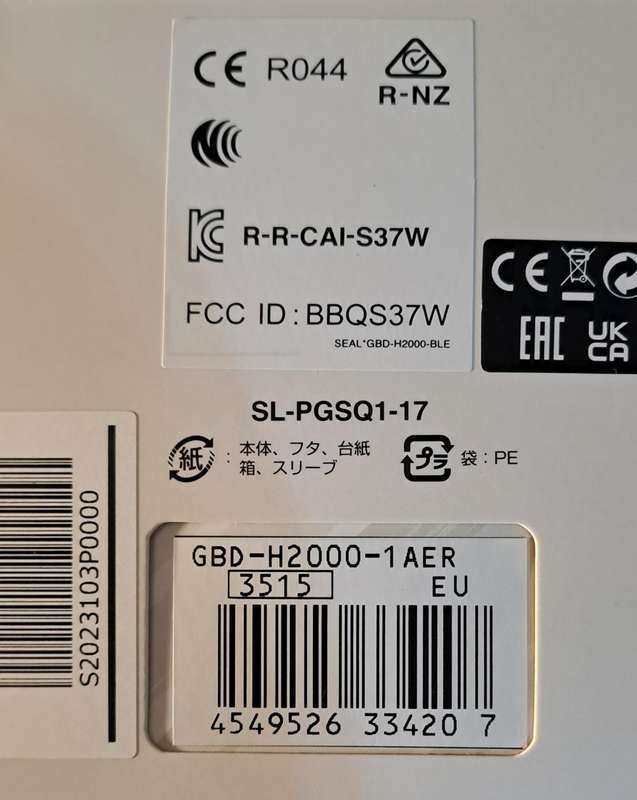 CE R044
R-NZ
R-R-CAI-S37W
FCC ID : BBQS37W
SEAL*GBD-H2000-BLE
CE
EAC UK
CA
SL-PGSQ1-17
紙 : 本体、フタ、台紙
箱、スリーブ
プラ 袋 : PE
S2023103P0000
GBD-H2000-1AER
3515 EU
4549526 33420 7